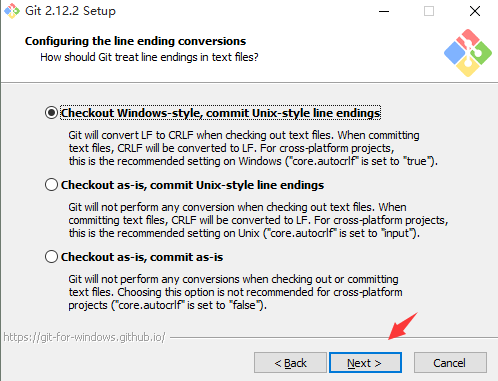 Git 2.12.2 Setup
Configuring the line ending conversions
How should Git treat line endings in text files?
Checkout Windows-style, commit Unix-style line endings
Git will convert LF to CRLF when checking out text files. When committing
text files, CRLF will be converted to LF. For cross-platform projects,
this is the recommended setting on Windows ("core.autocrlf" is set to "true").
Checkout as-is, commit Unix-style line endings
Git will not perform any conversion when checking out text files. When
committing text files, CRLF will be converted to LF. For cross-platform projects,
this is the recommended setting on Unix ("core.autocrlf" is set to "input").
Checkout as-is, commit as-is
Git will not perform any conversions when checking out or committing
text files. Choosing this option is not recommended for cross-platform
projects ("core.autocrlf" is set to "false").
https://git-for-windows.github.io/
< Back
Next >
Cancel